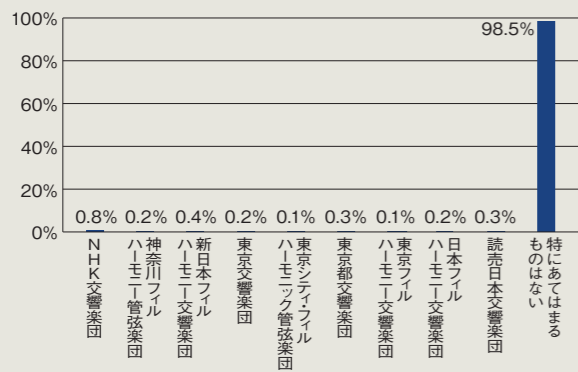 100%
80%
60%
40%
20%
0%
0.8%
0.2%
0.4%
0.2%
0.1%
0.3%
0.1%
0.2%
0.3%
98.5%
NHK交響楽団
神奈川フィル
ハーモニー管弦楽団
新日本フィル
ハーモニー交響楽団
東京交響楽団
東京シティ・フィル
ハーモニック管弦楽団
東京都交響楽団
東京フィル
ハーモニー交響楽団
日本フィル
ハーモニー交響楽団
読売日本交響楽団
特にあてはまる
ものはない